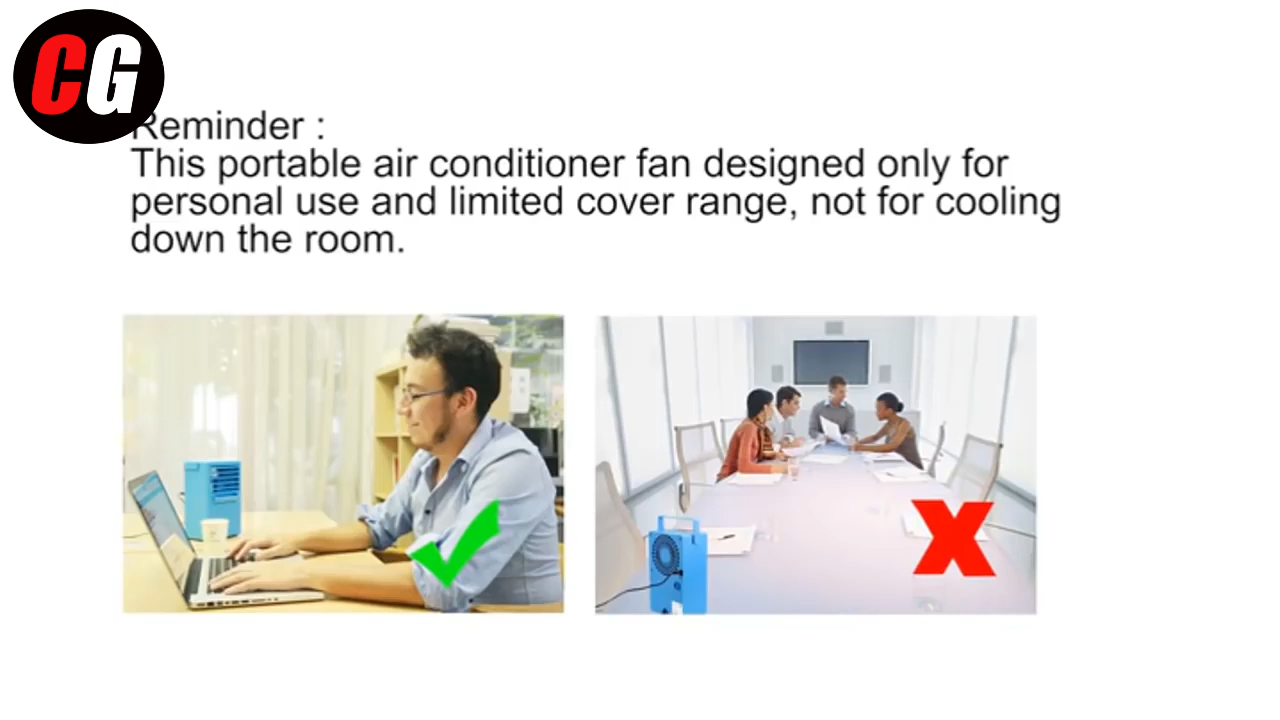 CG
Reminder :
This portable air conditioner fan designed only for
personal use and limited cover range, not for cooling
down the room.